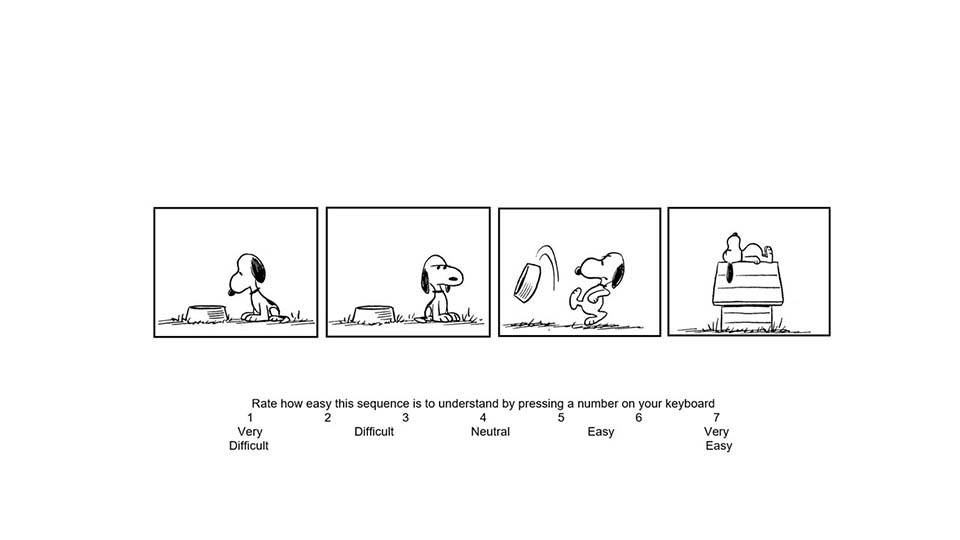 Rate how easy this sequence is to understand by pressing a number on your keyboard
1 2 3 4 5 6 7
Very Difficult Neutral Easy Very
Difficult Easy